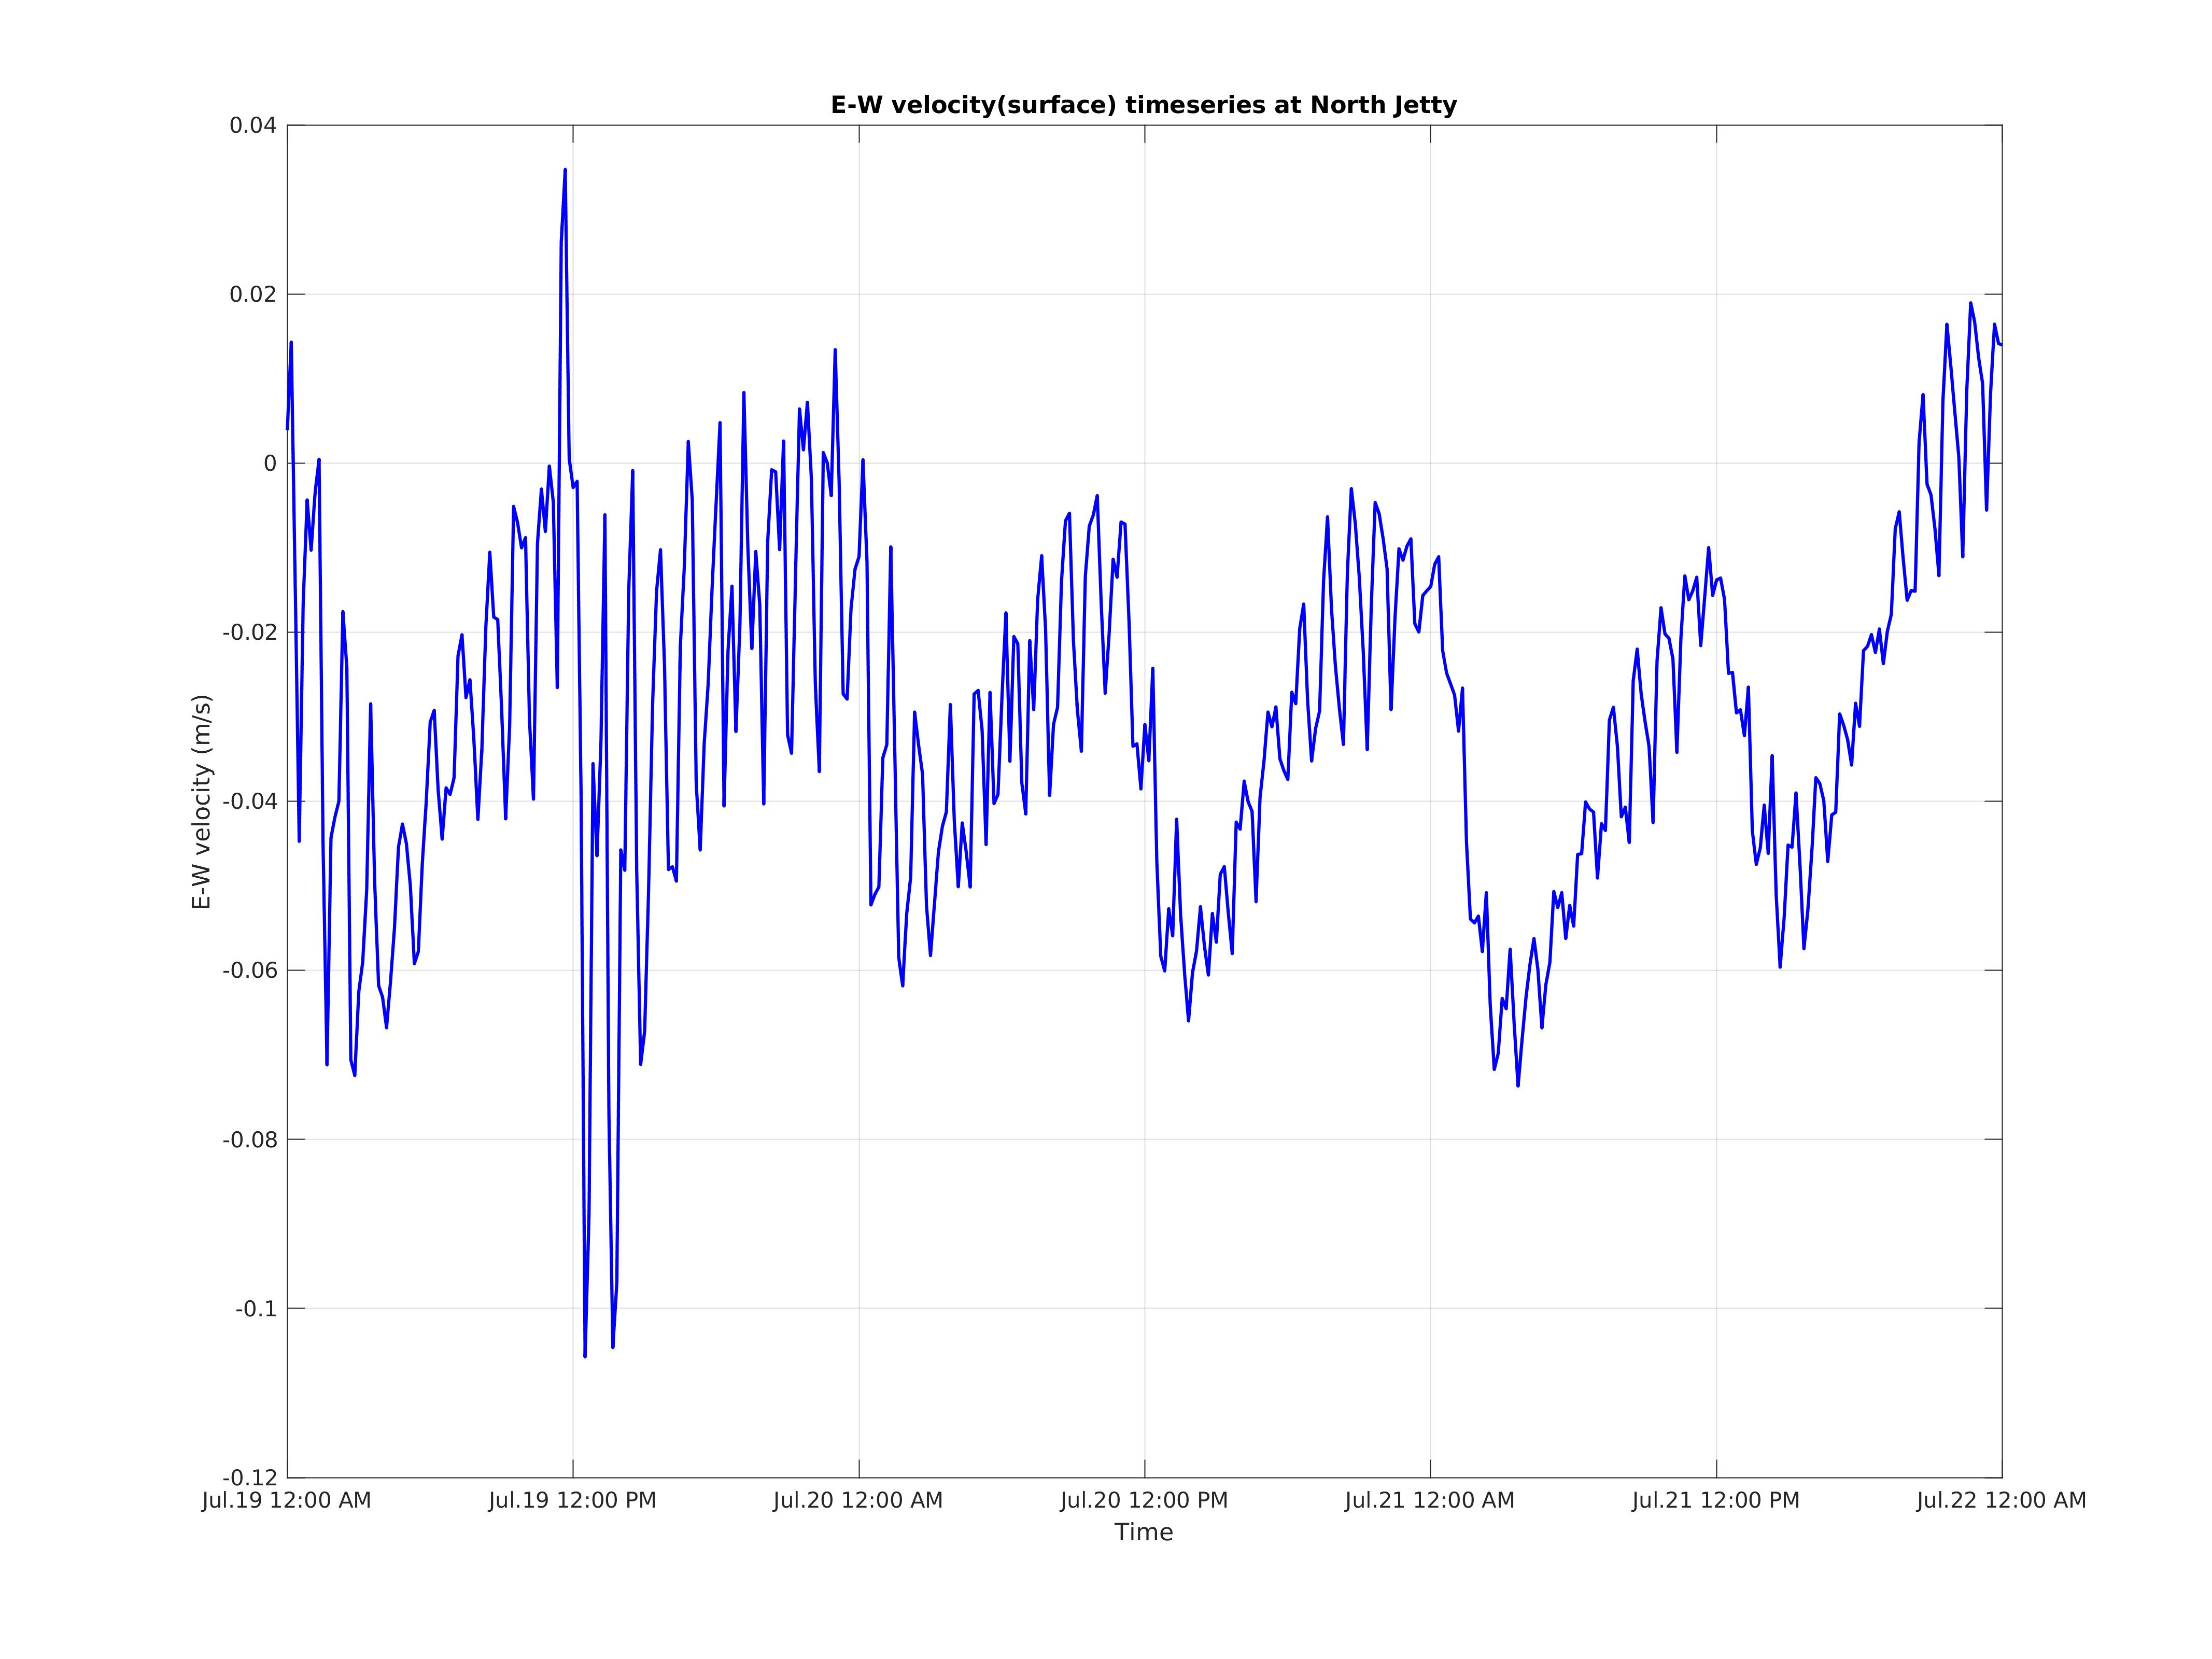 E-W velocity(surface) timeseries at North Jetty
0.04
0.02
0
-0.02
-0.04
-0.06
-0.08
-0.1
-0.12
E-W velocity (m/s)
Jul.19 12:00 AM Jul.19 12:00 PM Jul.20 12:00 AM Jul.20 12:00 PM Jul.21 12:00 AM Jul.21 12:00 PM Jul.22 12:00 AM
Time